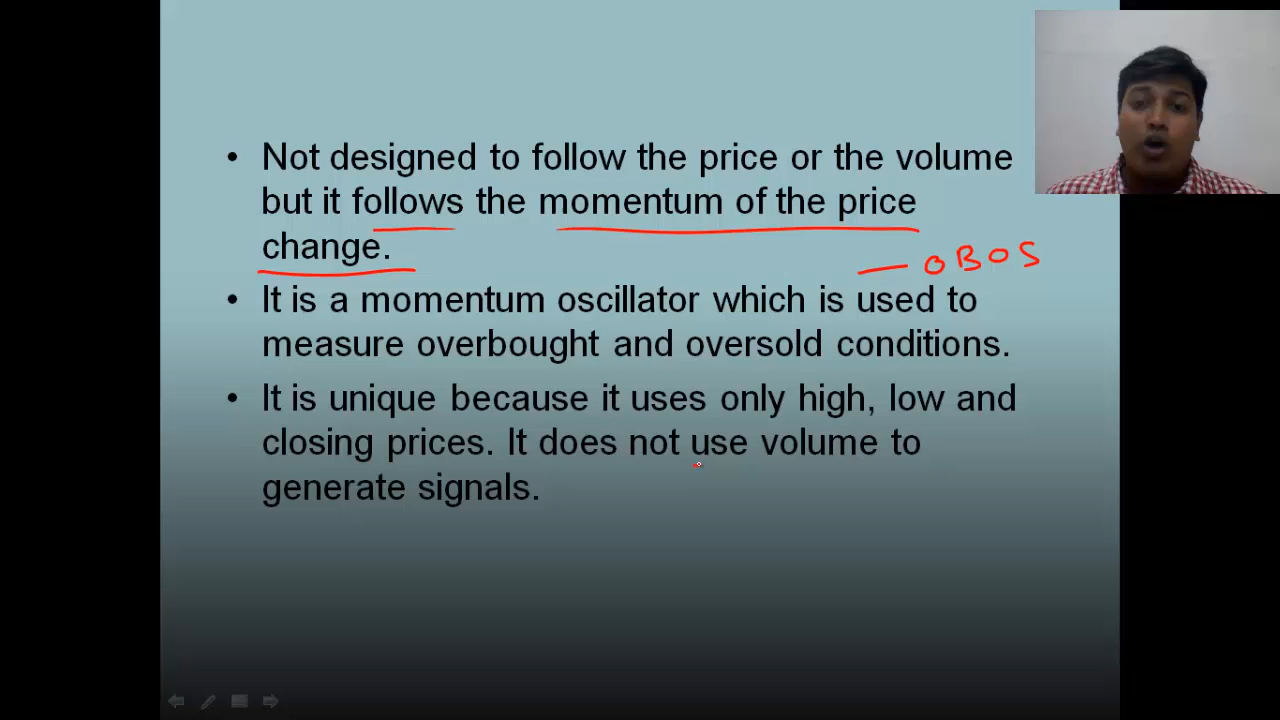 • Not designed to follow the price or the volume
but it follows the momentum of the price
change.
— OBOS
• It is a momentum oscillator which is used to
measure overbought and oversold conditions.
• It is unique because it uses only high, low and
closing prices. It does not use volume to
generate signals.